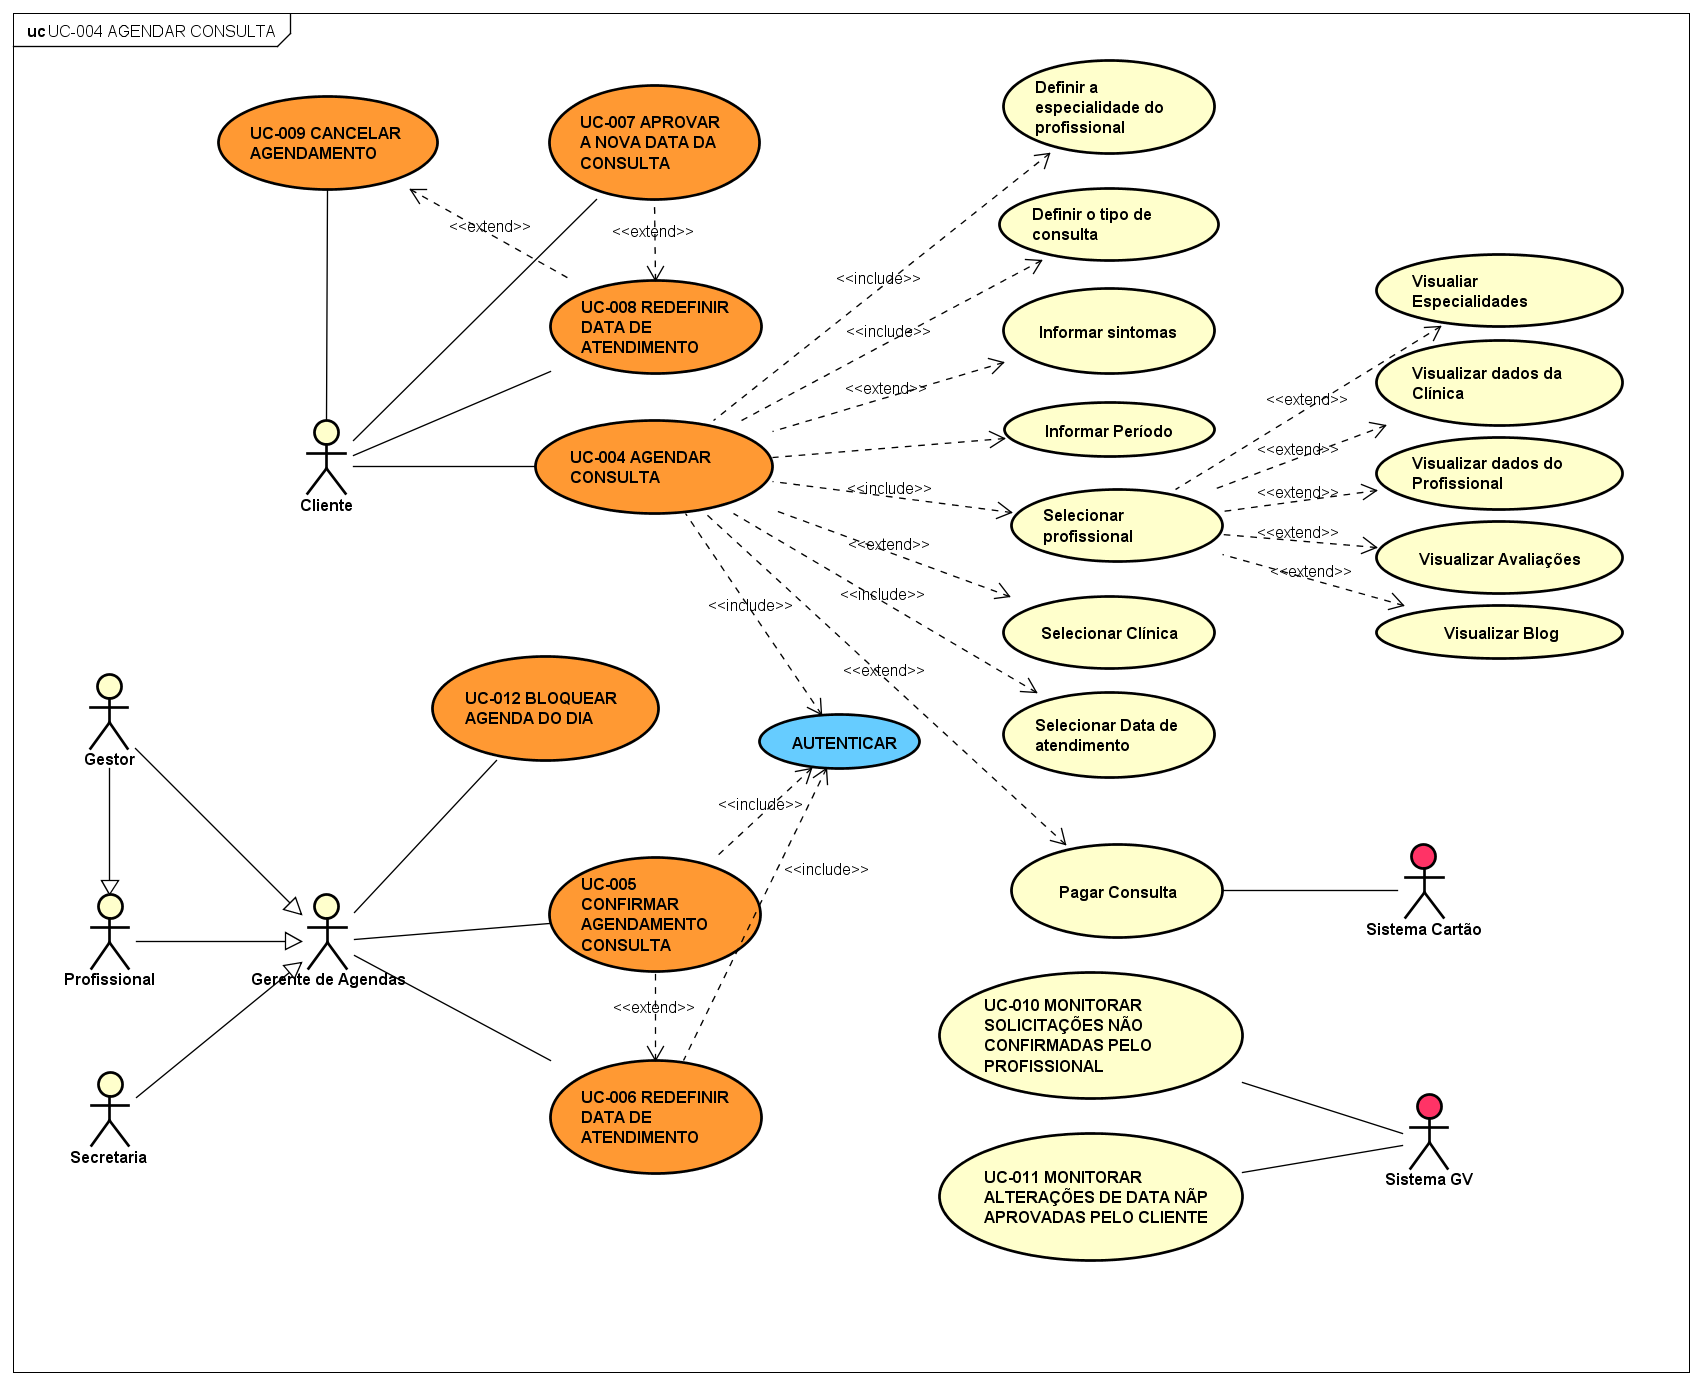 uc UC-004 AGENDAR CONSULTA
UC-009 CANCELAR
AGENDAMENTO
UC-007 APROVAR
A NOVA DATA DA
CONSULTA
<<extend>>
<<extend>>
UC-008 REDEFINIR
DATA DE
ATENDIMENTO
Cliente
UC-004 AGENDAR
CONSULTA
Definir a
especialidade do
profissional
<<include>>
Definir o tipo de
consulta
<<include>>
Informar sintomas
<<extend>>
Informar Período
<<include>>
Selecionar
profissional
<<extend>>
Selecionar Clínica
<<include>>
Selecionar Data de
atendimento
<<include>>
<<extend>>
Visualiar
Especialidades
<<extend>>
Visualizar dados da
Clínica
<<extend>>
Visualizar dados do
Profissional
<<extend>>
Visualizar Avaliações
<<extend>>
Visualizar Blog
<<extend>>
AUTENTICAR
Gestor
UC-012 BLOQUEAR
AGENDA DO DIA
<<include>>
<<include>>
UC-005
CONFIRMAR
AGENDAMENTO
CONSULTA
Profissional
Gerente de Agendas
<<extend>>
UC-006 REDEFINIR
DATA DE
ATENDIMENTO
Secretaria
Pagar Consulta
Sistema Cartão
UC-010 MONITORAR
SOLICITAÇÕES NÃO
CONFIRMADAS PELO
PROFISSIONAL
UC-011 MONITORAR
ALTERAÇÕES DE DATA NÃP
APROVADAS PELO CLIENTE
Sistema GV